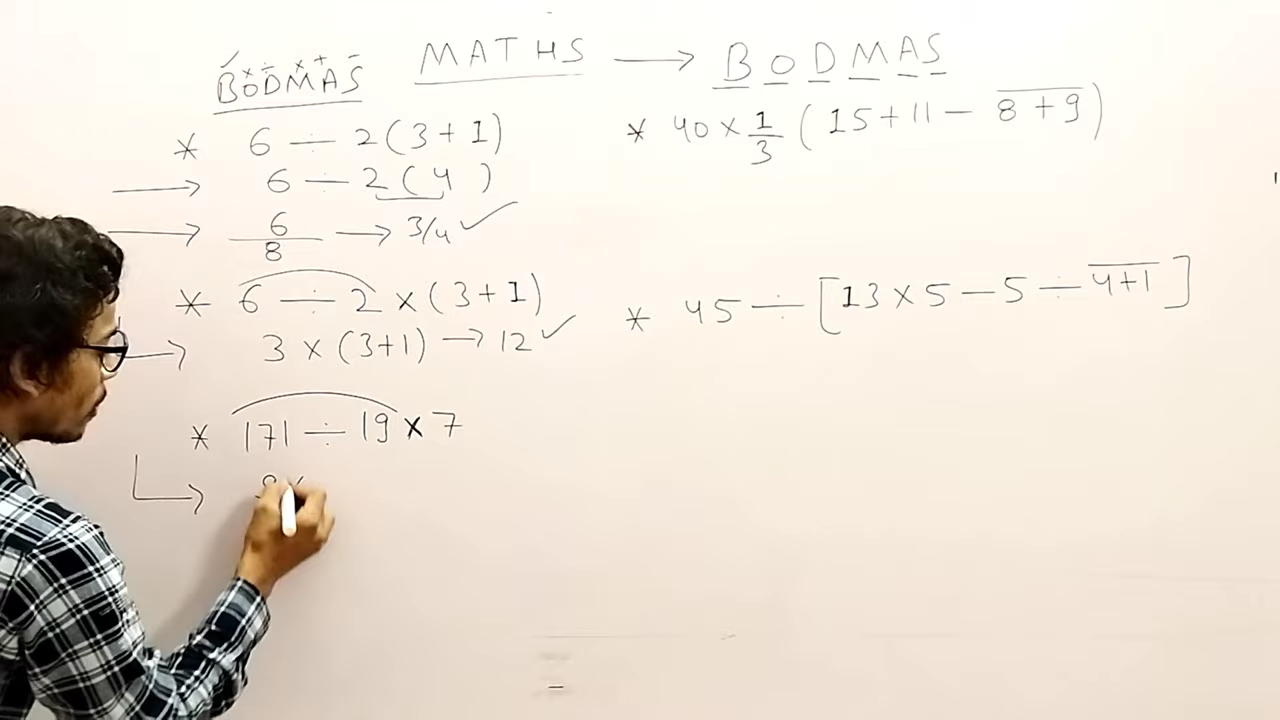 MATHS → BODMAS
✓ × ÷ × + −
BODMAS
* 6 ÷ 2(3+1)
→ 6 ÷ 2(4)
→ 6/8 → 3/4 ✓
* 6 ÷ 2 × (3+1)
→ 3 × (3+1) → 12 ✓
* 171 ÷ 19 × 7
→ 9×
* 40 × 1/3 (15+11 − 8+9)
* 45 ÷ [13×5 − 5 ÷ 4+1]